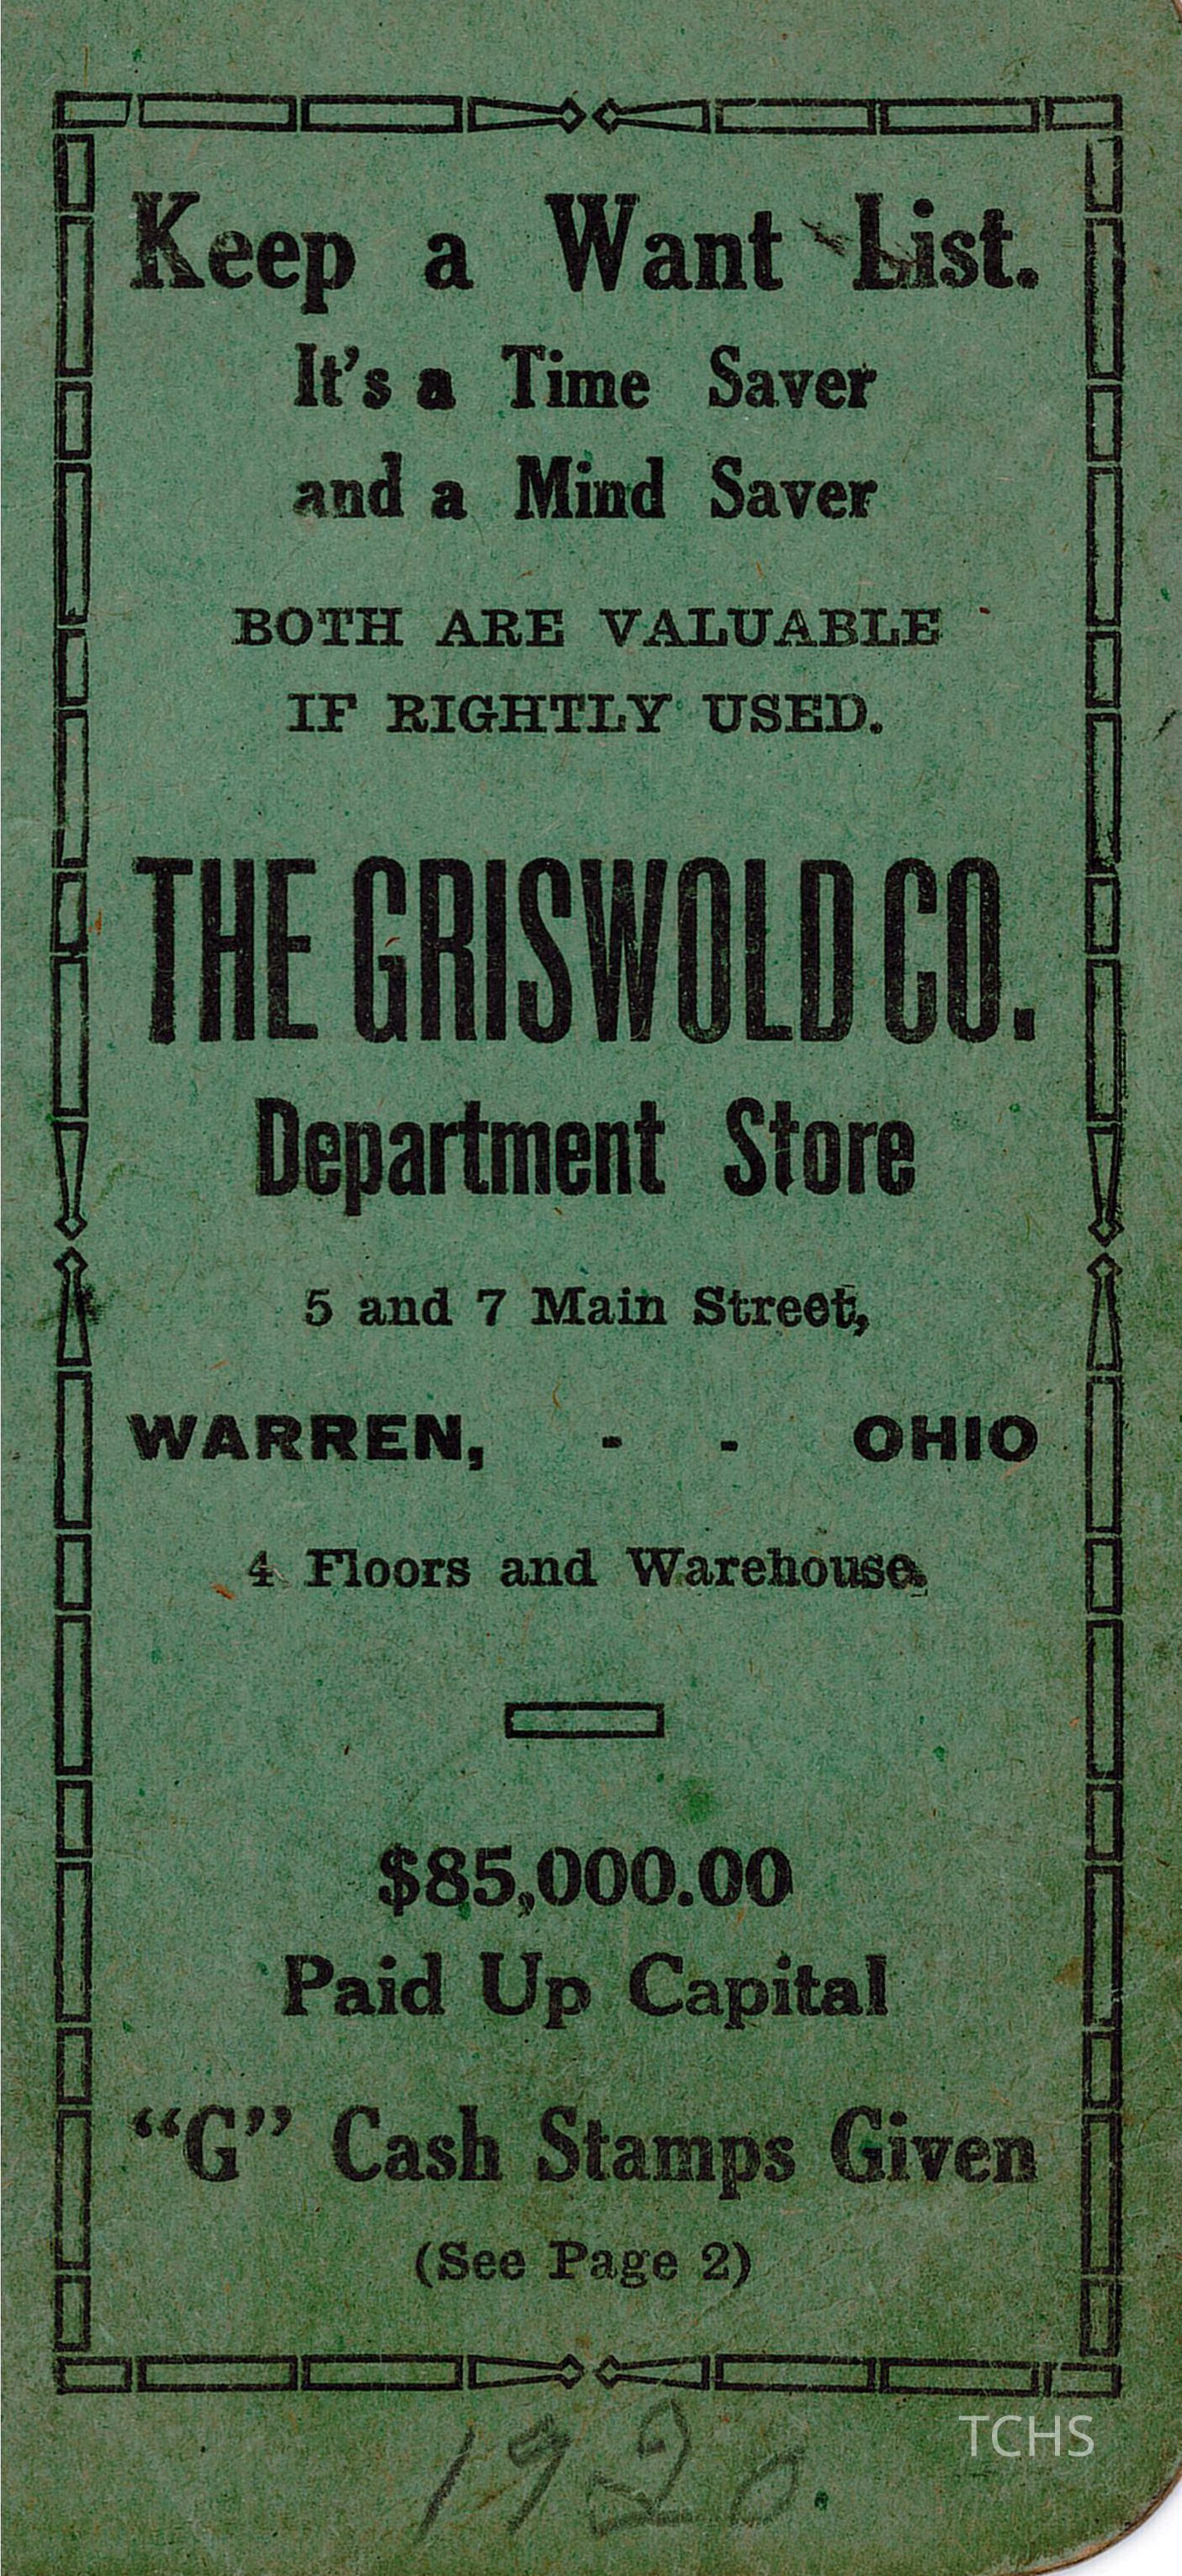 Keep a Want List.
It's a Time Saver
and a Mind Saver
BOTH ARE VALUABLE
IF RIGHTLY USED.
THE GRISWOLD CO.
Department Store
5 and 7 Main Street,
WARREN, - - OHIO
4 Floors and Warehouse.
$85,000.00
Paid Up Capital
“G” Cash Stamps Given
(See Page 2)
TCHS
1920